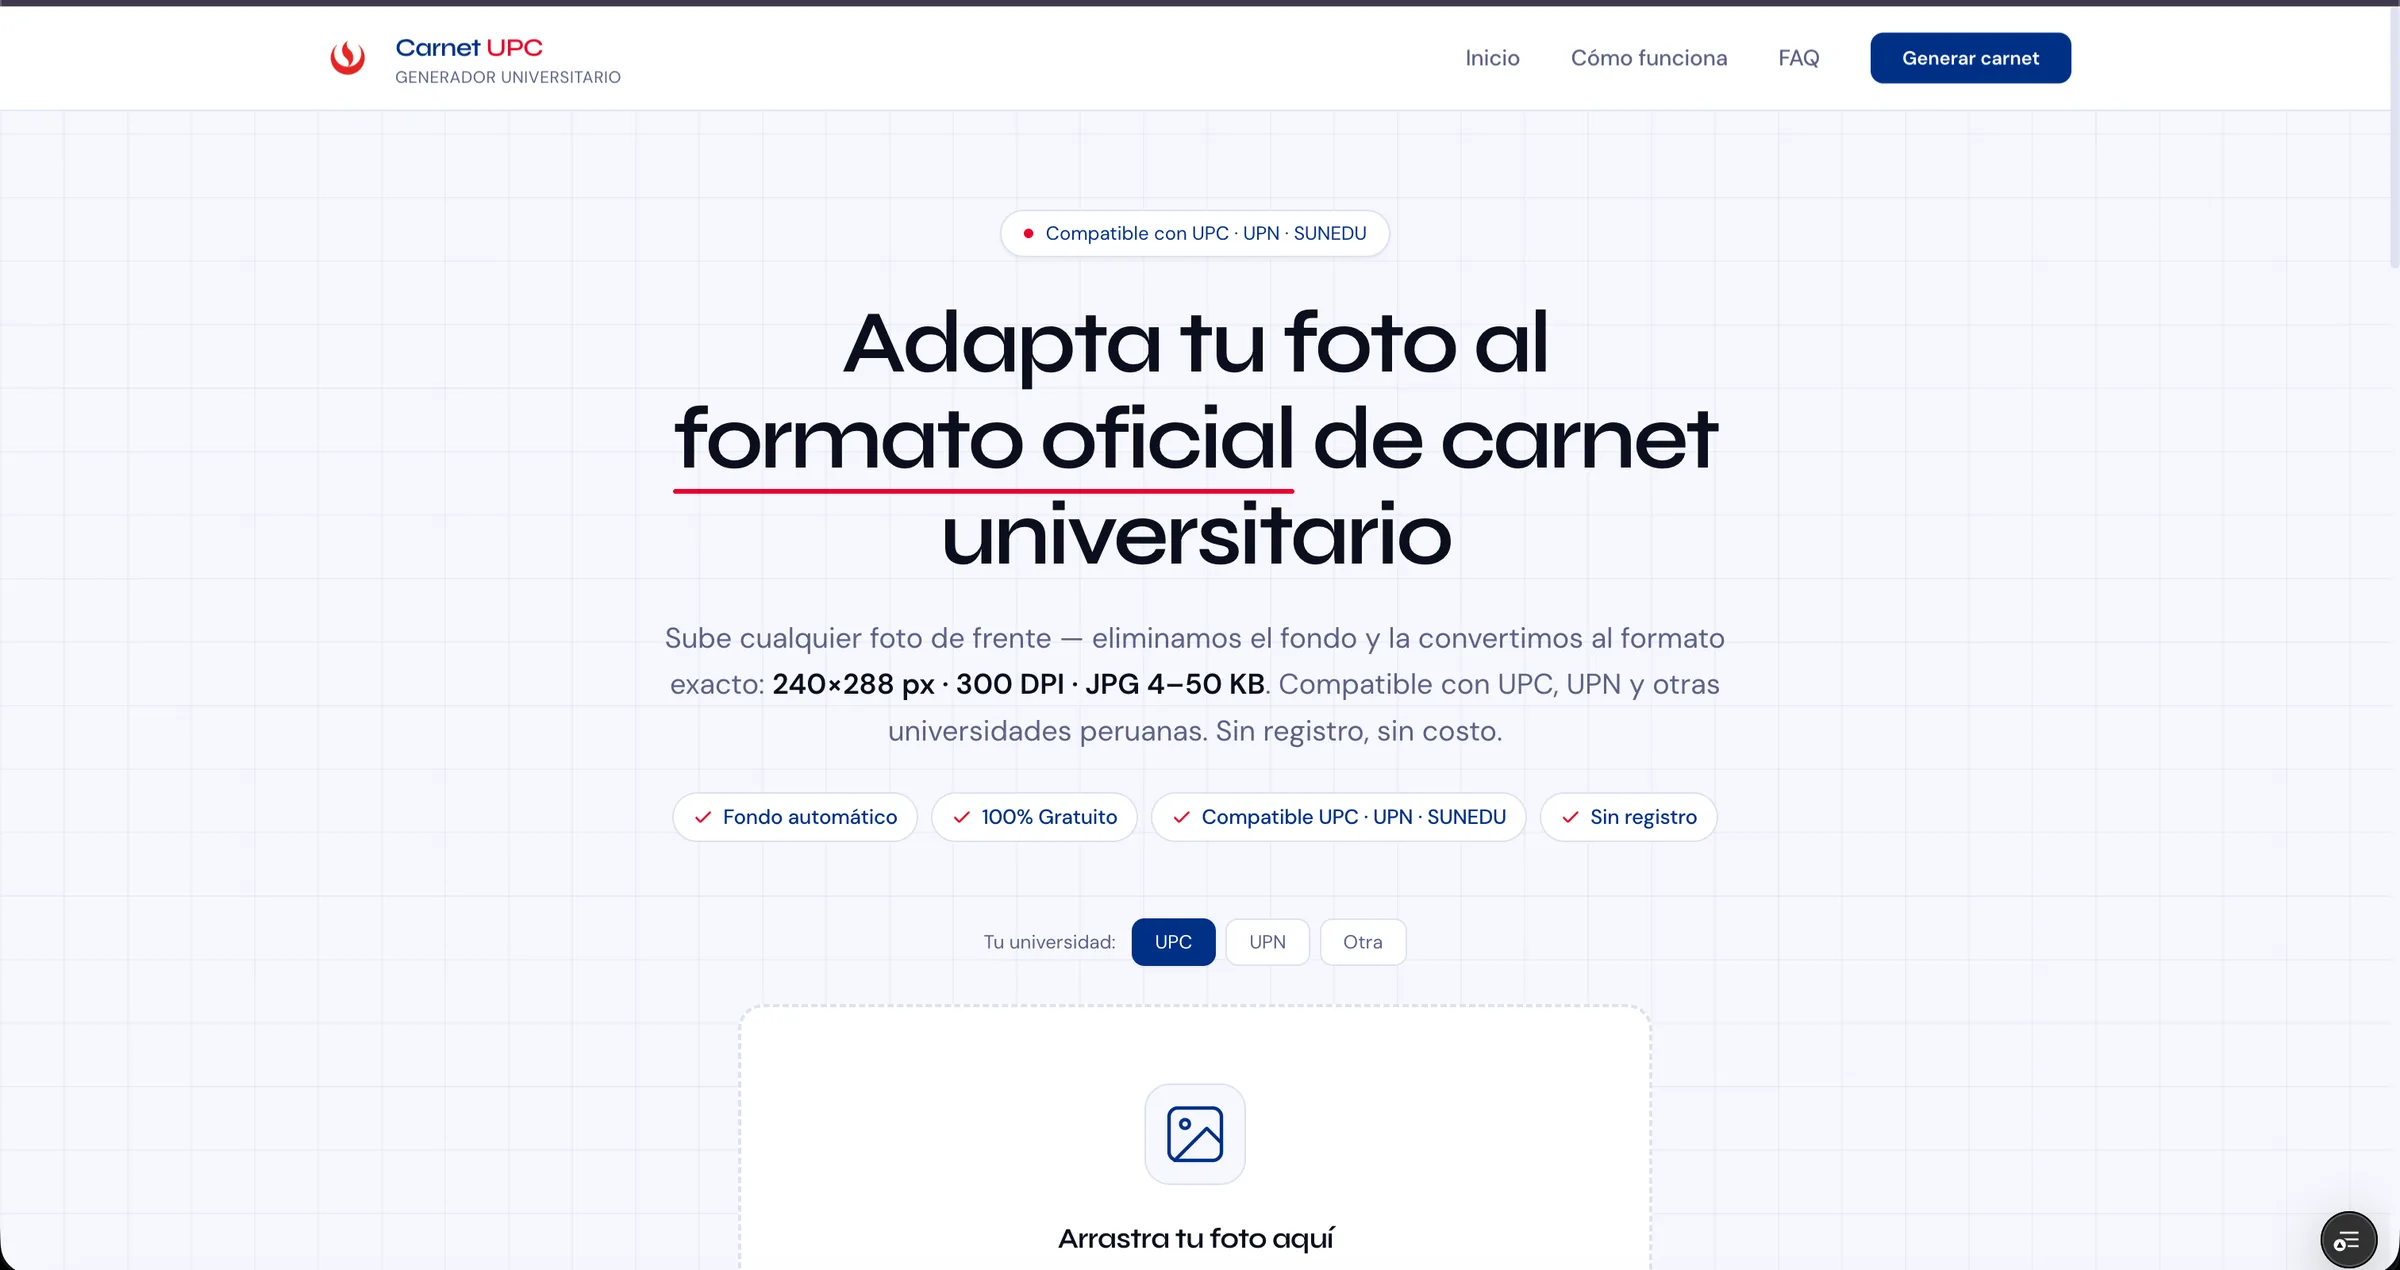 Carnet UPC
GENERADOR UNIVERSITARIO
Inicio
Cómo funciona
FAQ
Generar carnet
Compatible con UPC · UPN · SUNEDU
Adapta tu foto al
formato oficial de carnet
universitario
Sube cualquier foto de frente — eliminamos el fondo y la convertimos al formato
exacto: 240×288 px · 300 DPI · JPG 4–50 KB. Compatible con UPC, UPN y otras
universidades peruanas. Sin registro, sin costo.
Fondo automático
100% Gratuito
Compatible UPC · UPN · SUNEDU
Sin registro
Tu universidad:
UPC
UPN
Otra
Arrastra tu foto aquí